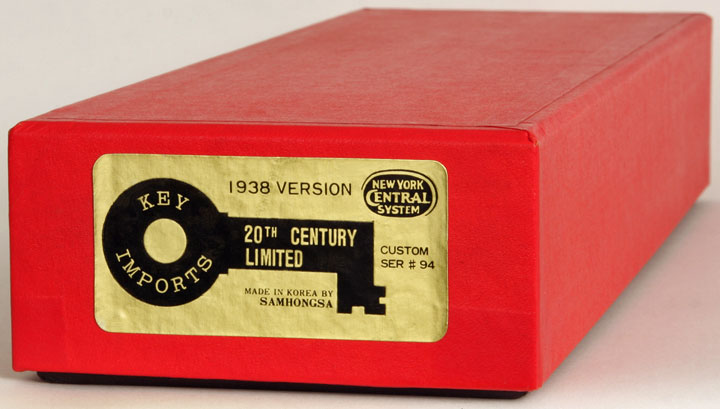 1938 VERSION
NEW YORK
CENTRAL
SYSTEM
KEY
IMPORTS
20TH CENTURY
LIMITED
CUSTOM
SER # 94
MADE IN KOREA BY
SAMHONGSA